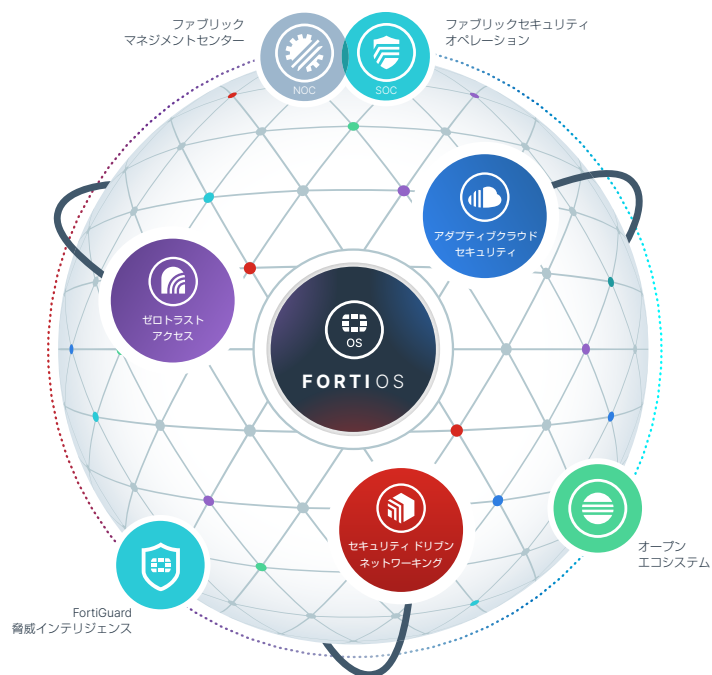 ファブリック
マネジメントセンター
ファブリックセキュリティ
オペレーション
NOC
SOC
アダプティブクラウド
セキュリティ
ゼロトラスト
アクセス
OS
FORTIOS
セキュリティ ドリブン
ネットワーキング
オープン
エコシステム
FortiGuard
脅威インテリジェンス